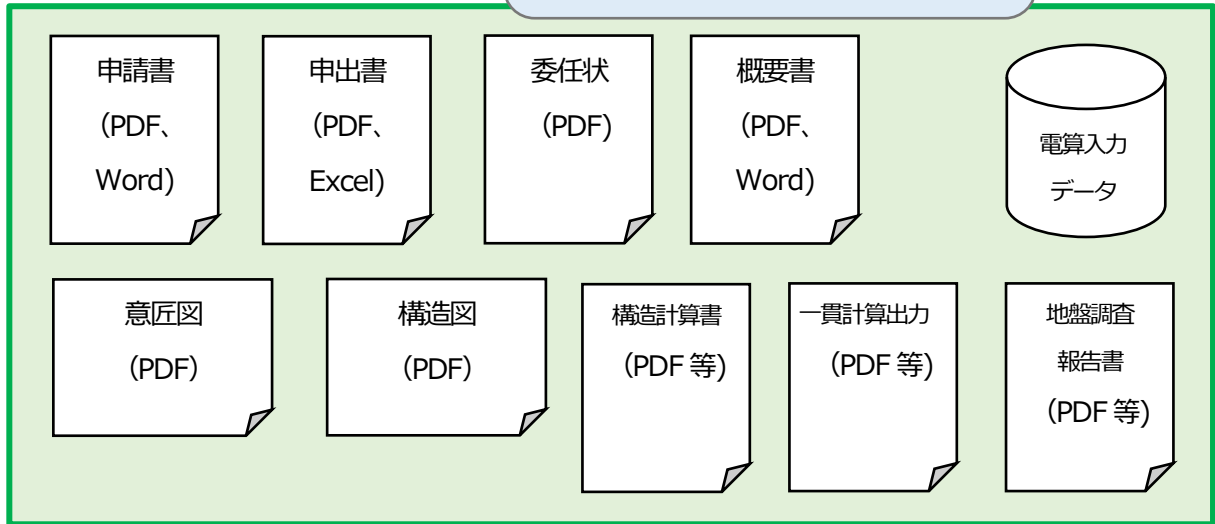 申請書
（PDF、
Word)
申出書
（PDF、
Excel)
委任状
（PDF)
概要書
（PDF、
Word)
電算入力
データ
意匠図
（PDF）
構造図
（PDF）
構造計算書
（PDF 等)
一貫計算出力
（PDF 等)
地盤調査
報告書
（PDF 等)